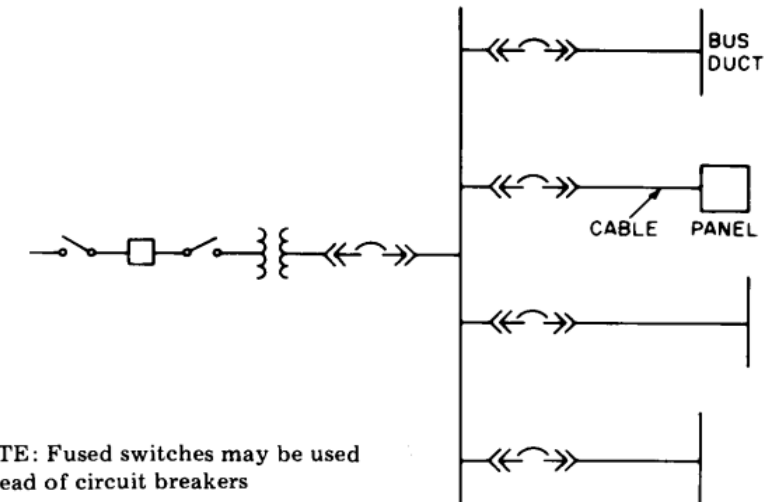 BUS
DUCT
CABLE PANEL
TE: Fused switches may be used
ead of circuit breakers